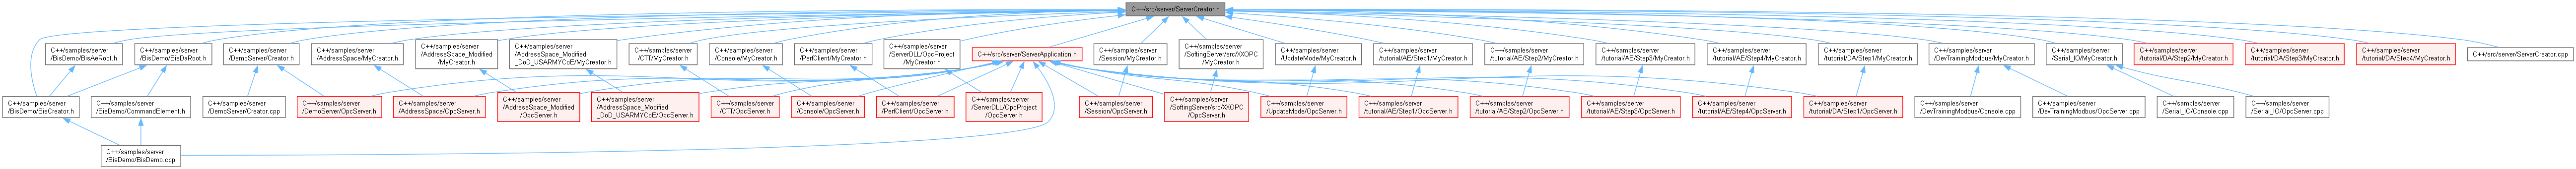 C++/src/server/ServerCreator.h
C++/samples/server
/BisDemo/BisAeRoot.h
C++/samples/server
/BisDemo/BisDaRoot.h
C++/samples/server
/DemoServer/Creator.h
C++/samples/server
/AddressSpace/MyCreator.h
C++/samples/server
/AddressSpace_Modified
/MyCreator.h
C++/samples/server
/AddressSpace_Modified
_DoD_USARMYCoE/MyCreator.h
C++/samples/server
/CTT/MyCreator.h
C++/samples/server
/Console/MyCreator.h
C++/samples/server
/PerfClient/MyCreator.h
C++/samples/server
/ServerDLL/OpcProject
/MyCreator.h
C++/src/server/ServerApplication.h
C++/samples/server
/Session/MyCreator.h
C++/samples/server
/SoftingServer/src/XXOPC
/MyCreator.h
C++/samples/server
/UpdateMode/MyCreator.h
C++/samples/server
/tutorial/AE/Step1/MyCreator.h
C++/samples/server
/tutorial/AE/Step2/MyCreator.h
C++/samples/server
/tutorial/AE/Step3/MyCreator.h
C++/samples/server
/tutorial/AE/Step4/MyCreator.h
C++/samples/server
/tutorial/DA/Step1/MyCreator.h
C++/samples/server
/DevTrainingModbus/MyCreator.h
C++/samples/server
/Serial_IO/MyCreator.h
C++/samples/server
/tutorial/DA/Step2/MyCreator.h
C++/samples/server
/tutorial/DA/Step3/MyCreator.h
C++/samples/server
/tutorial/DA/Step4/MyCreator.h
C++/src/server/ServerCreator.cpp
C++/samples/server
/BisDemo/BisCreator.h
C++/samples/server
/BisDemo/CommandElement.h
C++/samples/server
/DemoServer/Creator.cpp
C++/samples/server
/DemoServer/OpcServer.h
C++/samples/server
/AddressSpace/OpcServer.h
C++/samples/server
/AddressSpace_Modified
/OpcServer.h
C++/samples/server
/AddressSpace_Modified
_DoD_USARMYCoE/OpcServer.h
C++/samples/server
/CTT/OpcServer.h
C++/samples/server
/Console/OpcServer.h
C++/samples/server
/PerfClient/OpcServer.h
C++/samples/server
/ServerDLL/OpcProject
/OpcServer.h
C++/samples/server
/Session/OpcServer.h
C++/samples/server
/SoftingServer/src/XXOPC
/OpcServer.h
C++/samples/server
/UpdateMode/OpcServer.h
C++/samples/server
/tutorial/AE/Step1/OpcServer.h
C++/samples/server
/tutorial/AE/Step2/OpcServer.h
C++/samples/server
/tutorial/AE/Step3/OpcServer.h
C++/samples/server
/tutorial/AE/Step4/OpcServer.h
C++/samples/server
/tutorial/DA/Step1/OpcServer.h
C++/samples/server
/DevTrainingModbus/Console.cpp
C++/samples/server
/DevTrainingModbus/OpcServer.cpp
C++/samples/server
/Serial_IO/Console.cpp
C++/samples/server
/Serial_IO/OpcServer.cpp
C++/samples/server
/BisDemo/BisDemo.cpp